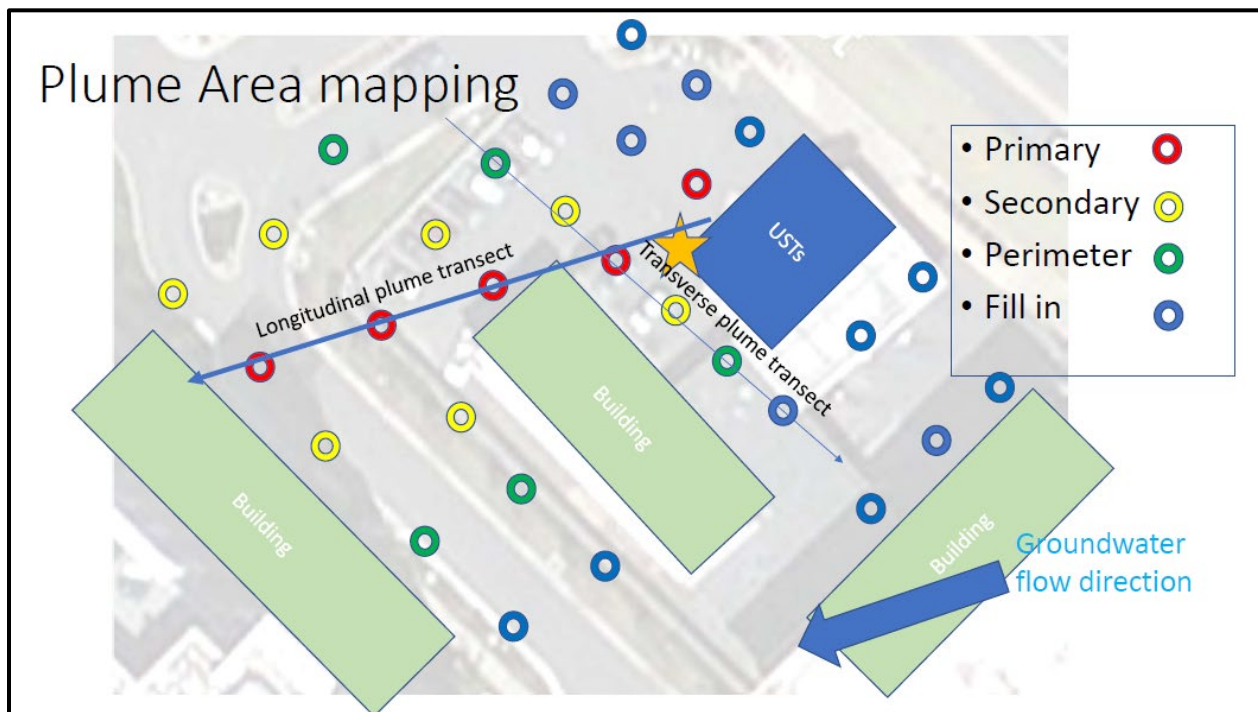 Plume Area mapping
• Primary
• Secondary
• Perimeter
• Fill in
USTs
Longitudinal plume transect
Transverse plume transect
Building
Building
Building
Groundwater
flow direction